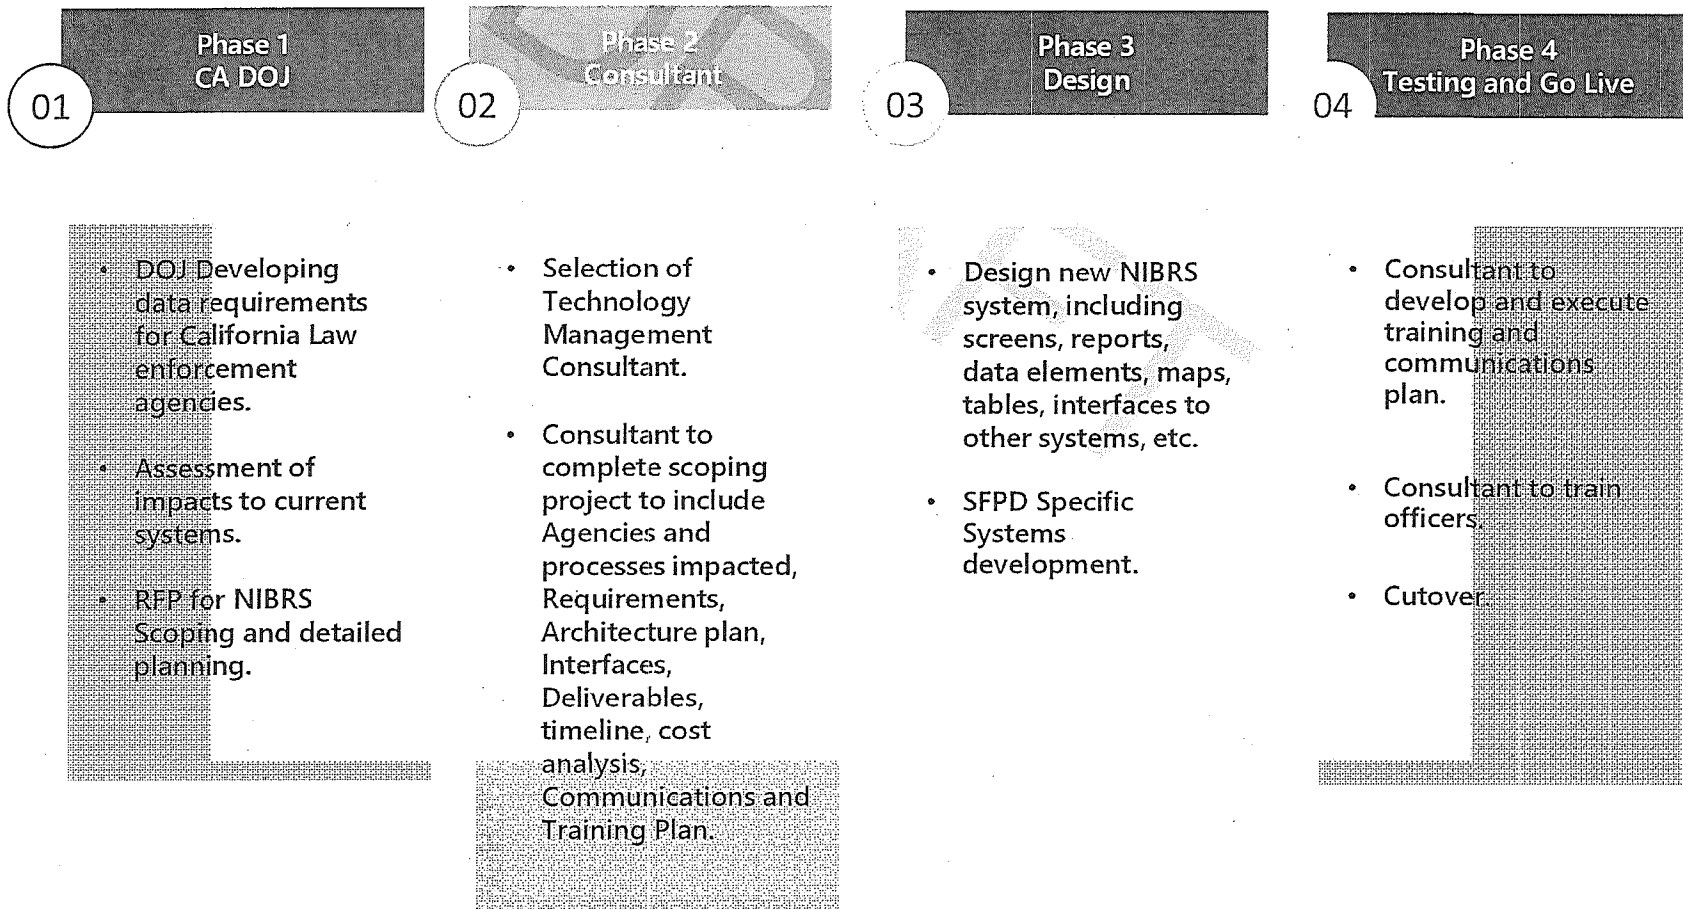 01
Phase 1
CA DOJ
• DOJ Developing
data requirements
for California Law
enforcement
agencies.
• Assessment of
impacts to current
systems.
• RFP for NIBRS
Scoping and detailed
planning.
02
Phase 2
Consultant
• Selection of
Technology
Management
Consultant.
• Consultant to
complete scoping
project to include
Agencies and
processes impacted,
Requirements,
Architecture plan,
Interfaces,
Deliverables,
timeline, cost
analysis,
Communications and
Training Plan.
03
Phase 3
Design
• Design new NIBRS
system, including
screens, reports,
data elements, maps,
tables, interfaces to
other systems, etc.
• SFPD Specific
Systems
development.
04
Phase 4
Testing and Go Live
• Consultant to
develop and execute
training and
communications
plan.
• Consultant to train
officers.
• Cutover.